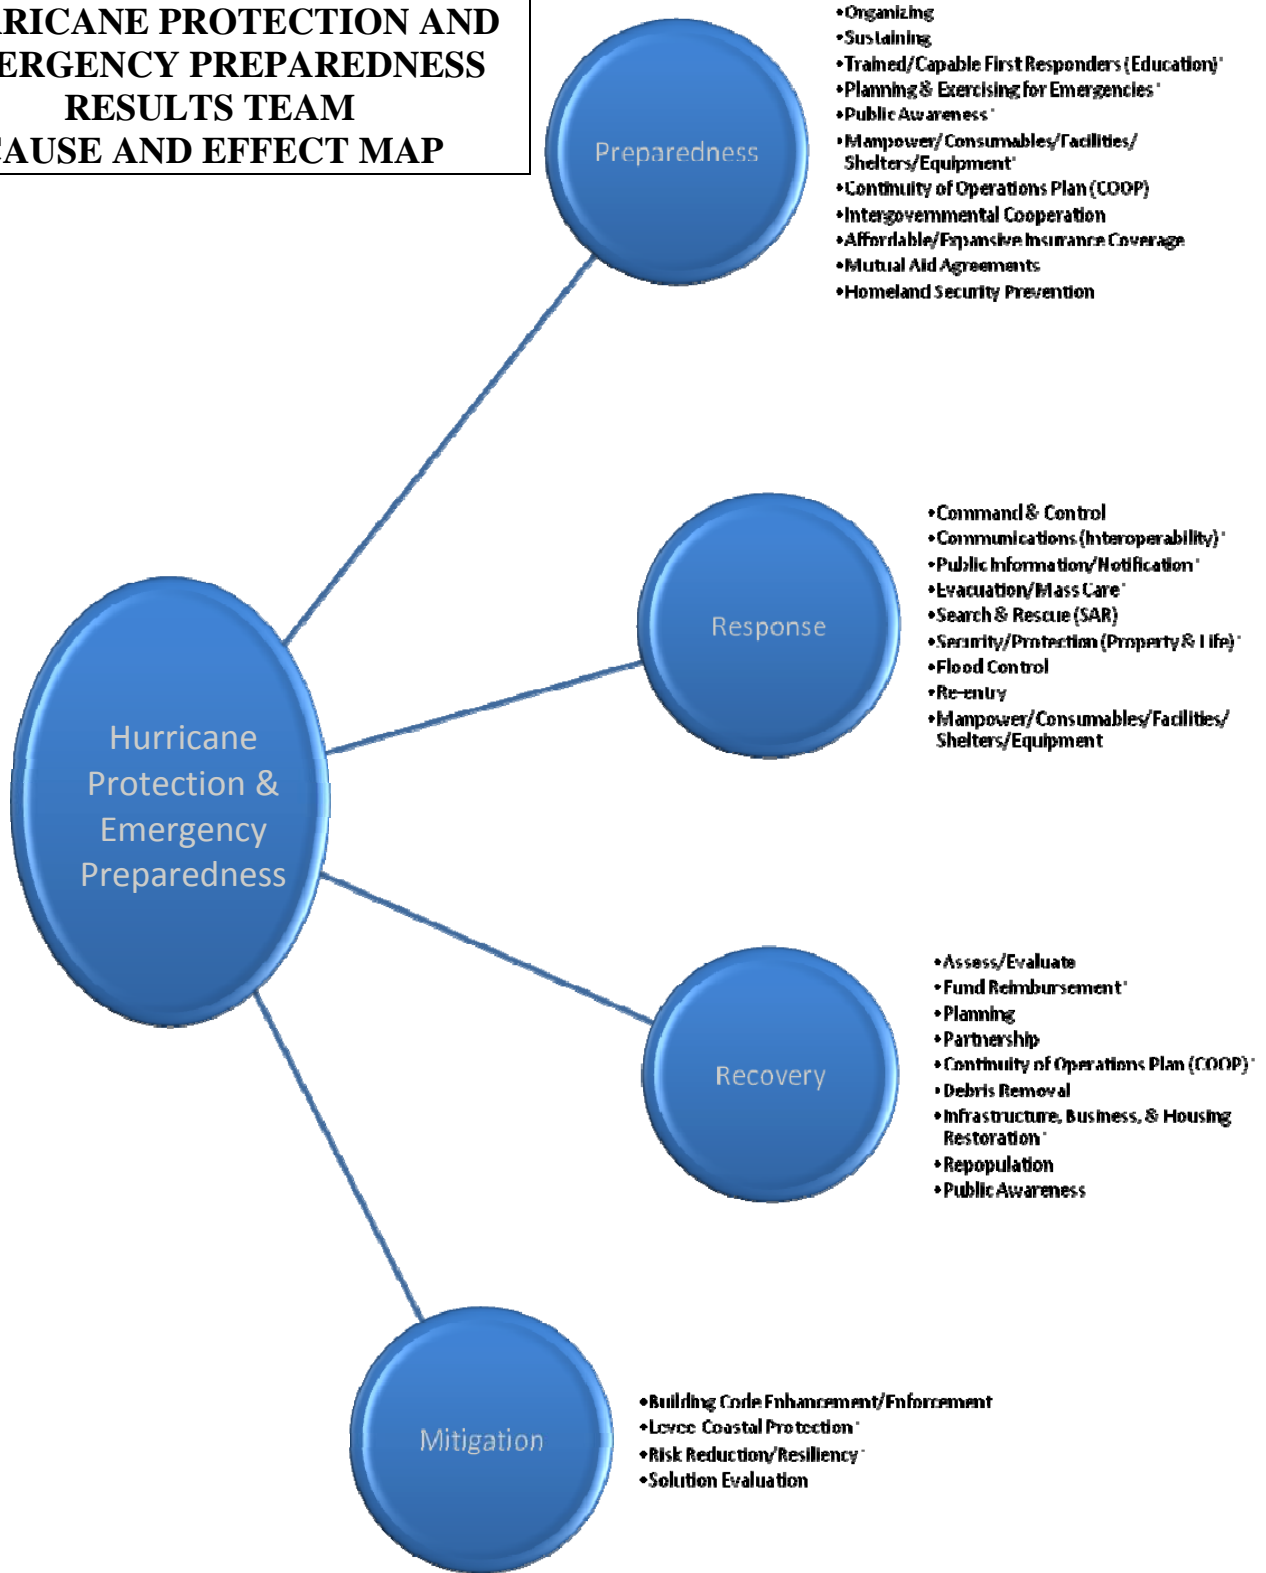 RRICANE PROTECTION AND
ERGENCY PREPAREDNESS
RESULTS TEAM
CAUSE AND EFFECT MAP
Preparedness
•Organizing
•Sustaining
•Trained/Capable First Responders (Education)*
•Planning & Exercising for Emergencies*
•Public Awareness*
•Manpower/Consumables/Facilities/
Shelters/Equipment*
•Continuity of Operations Plan (COOP)
•Intergovernmental Cooperation
•Affordable/Expansive Insurance Coverage
•Mutual Aid Agreements
•Homeland Security Prevention
Response
•Command & Control
•Communications (Interoperability)*
•Public Information/Notification*
•Evacuation/Mass Care*
•Search & Rescue (SAR)
•Security/Protection (Property & Life)*
•Flood Control
•Re-entry
•Manpower/Consumables/Facilities/
Shelters/Equipment
Hurricane
Protection &
Emergency
Preparedness
Recovery
•Assess/Evaluate
•Fund Reimbursement*
•Planning
•Partnership
•Continuity of Operations Plan (COOP)*
•Debris Removal
•Infrastructure, Business, & Housing
Restoration*
•Repopulation
•Public Awareness
Mitigation
•Building Code Enhancement/Enforcement
•Levee Coastal Protection*
•Risk Reduction/Resiliency*
•Solution Evaluation